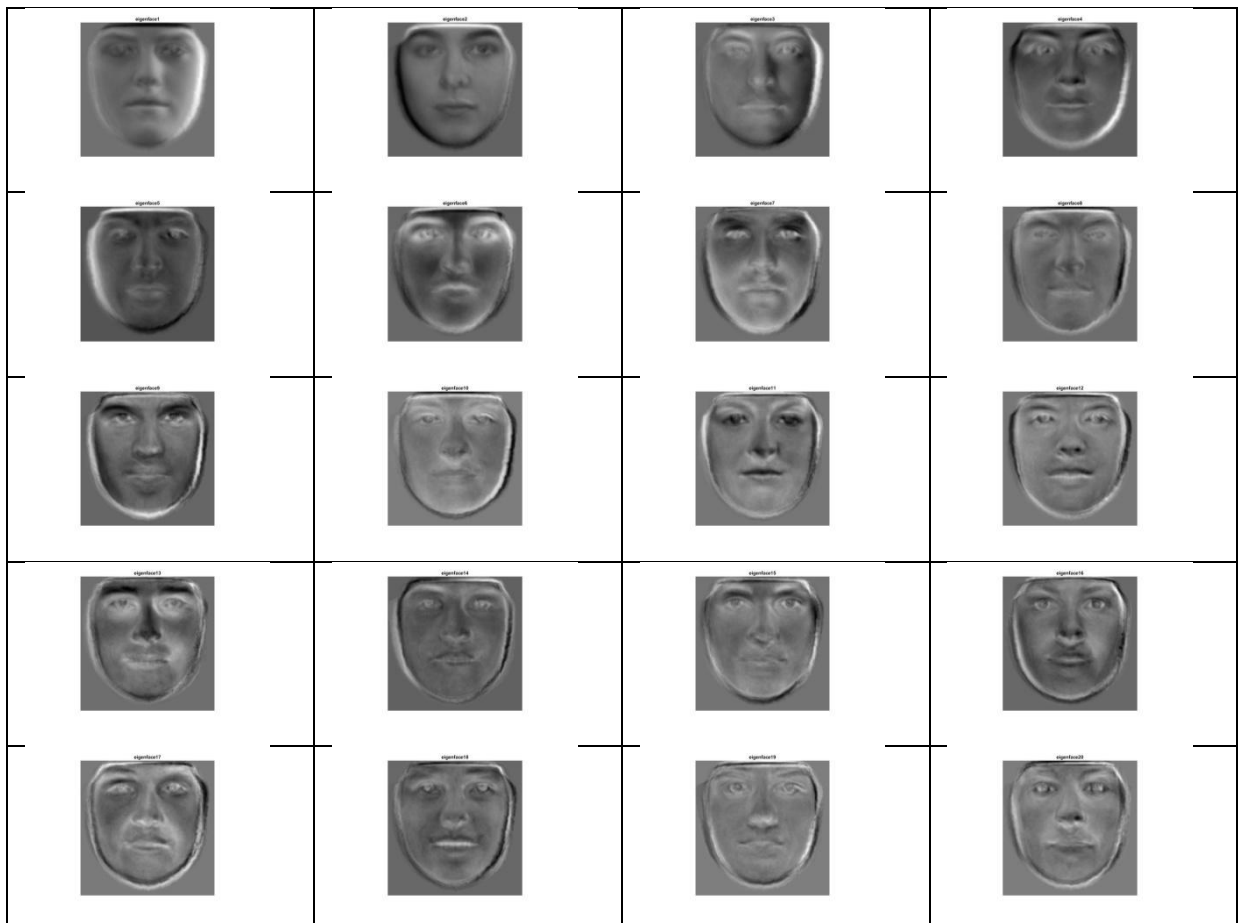 eigenface1
eigenface2
eigenface3
eigenface4
eigenface5
eigenface6
eigenface7
eigenface8
eigenface9
eigenface10
eigenface11
eigenface12
eigenface13
eigenface14
eigenface15
eigenface16
eigenface17
eigenface18
eigenface19
eigenface20